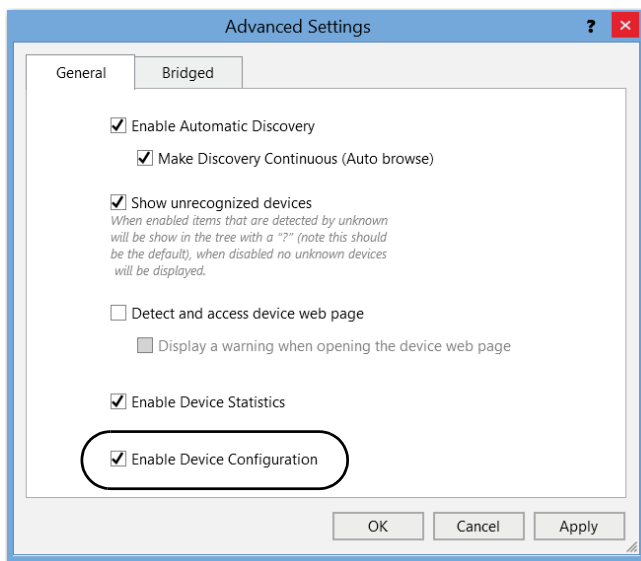 Advanced Settings
?
General
Bridged
Enable Automatic Discovery
Make Discovery Continuous (Auto browse)
Show unrecognized devices
When enabled items that are detected by unknown
will be show in the tree with a "?" (note this should
be the default), when disabled no unknown devices
will be displayed.
Detect and access device web page
Display a warning when opening the device web page
Enable Device Statistics
Enable Device Configuration
OK
Cancel
Apply